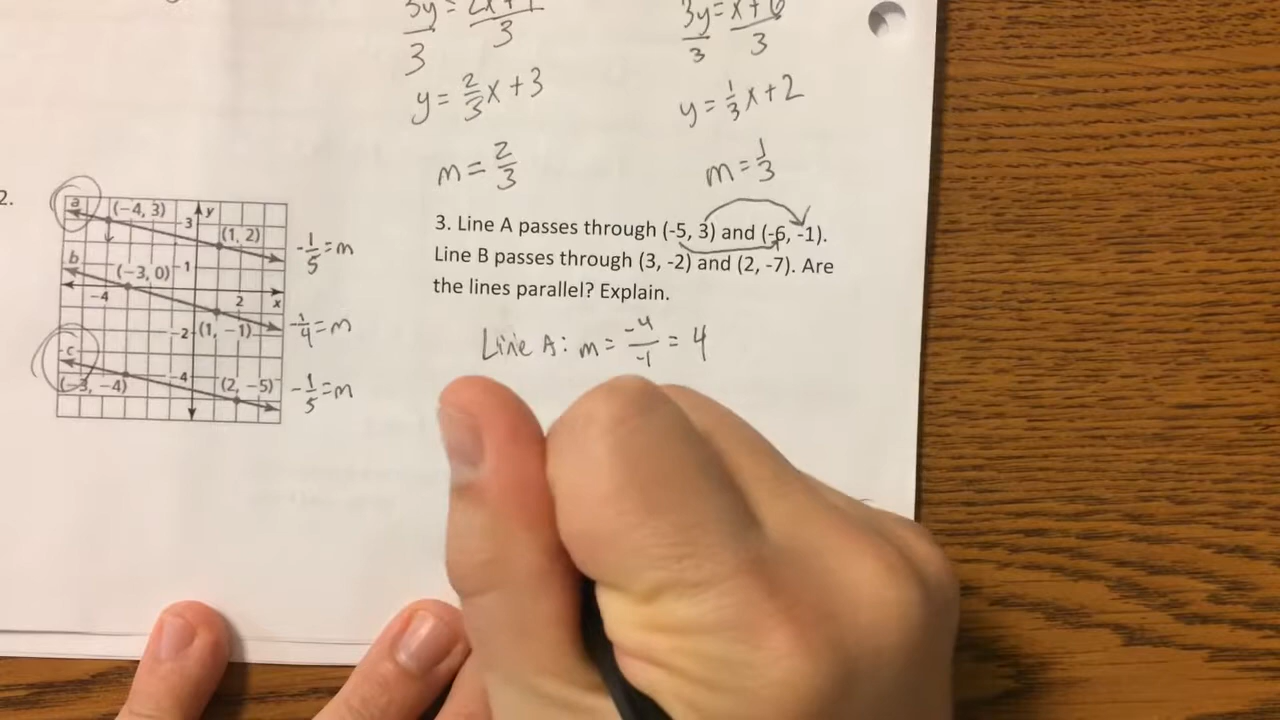 3y = 2x+
3 3
y = 2/3 x + 3
m = 2/3
3y = x + 6
3 3
y = 1/3 x + 2
m = 1/3
2.
a
(−4, 3)
y
3
(1, 2)
-1/5 = m
b
(−3, 0)
1
−4
2
x
−2
(1, −1)
-1/4 = m
c
−4
(−3, −4)
(2, −5)
-1/5 = m
3. Line A passes through (-5, 3) and (-6, -1).
Line B passes through (3, -2) and (2, -7). Are
the lines parallel? Explain.
Line A: m = -4/-1 = 4